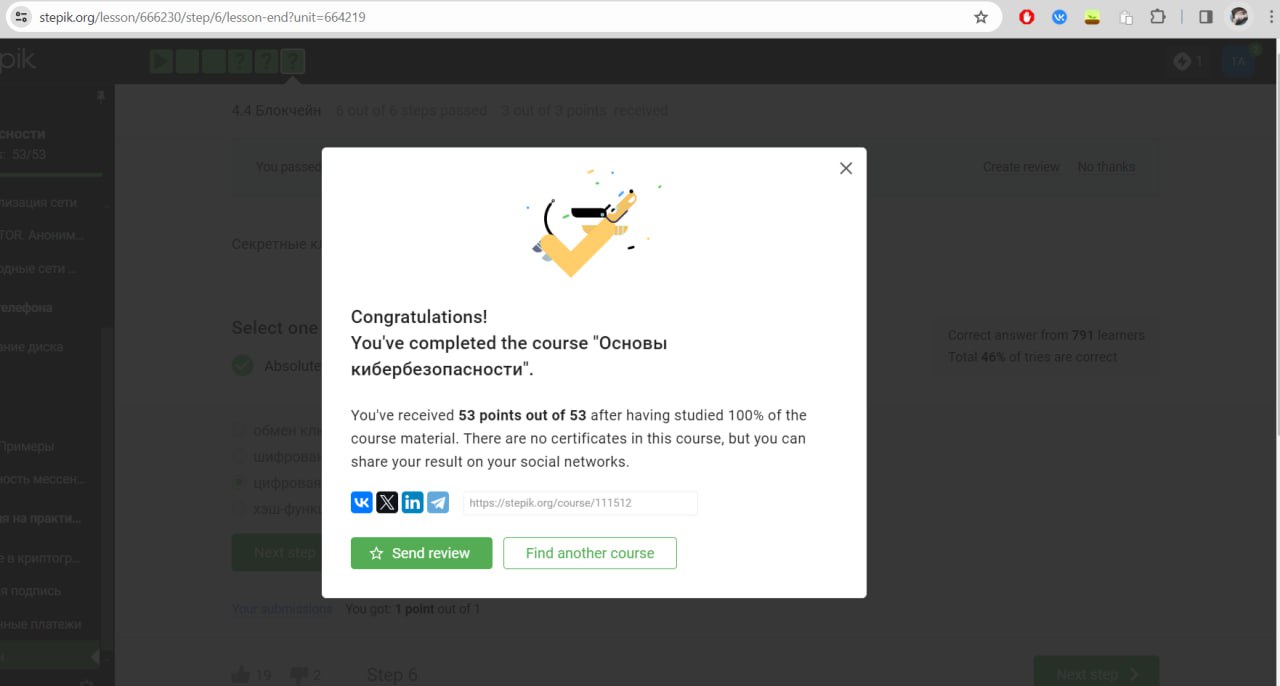 stepik.org/lesson/666230/step/6/lesson-end?unit=664219
pik
1
TA
4.4 Блокчейн 6 out of 6 steps passed 3 out of 3 points received
сности
53/53
You passed
Create review No thanks
лизация сети
TOR. Аноним...
одные сети ...
Секретные кл
елефона
ание диска
Select one
Correct answer from 791 learners
Total 46% of tries are correct
Absolute
Congratulations!
You've completed the course "Основы
кибербезопасности".
You've received 53 points out of 53 after having studied 100% of the
course material. There are no certificates in this course, but you can
share your result on your social networks.
https://stepik.org/course/111512
Send review
Find another course
обмен клю
шифрован
цифровая
хэш-функц
Примеры
ность мессен...
я на практи...
е в криптогр...
я подпись
нные платежи
Next step
Your submissions You got: 1 point out of 1
19 2 Step 6
Next step